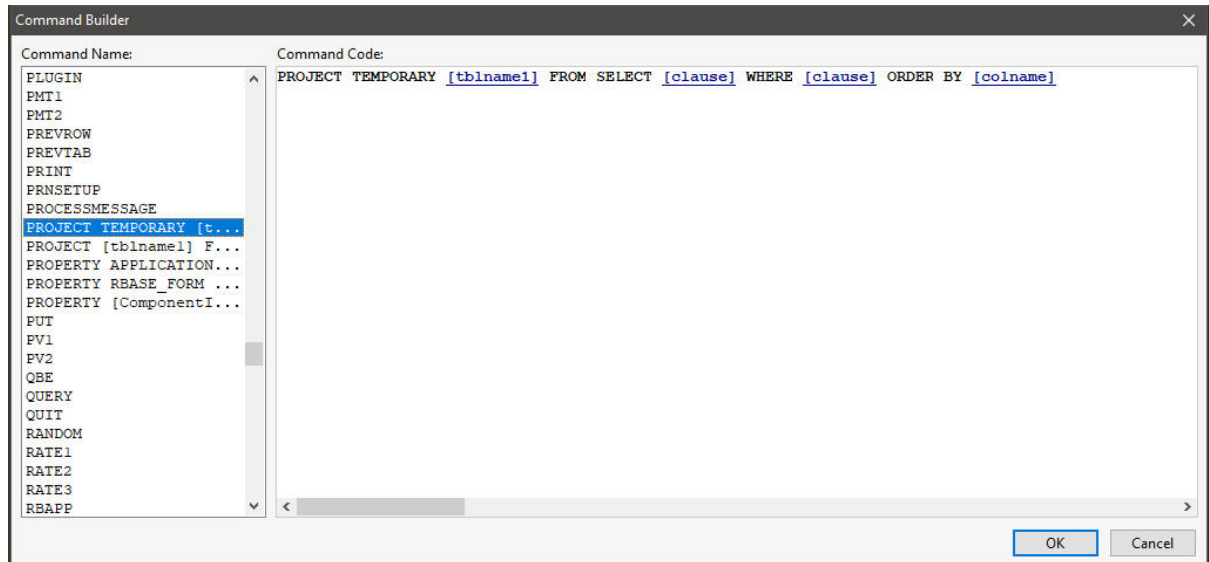 Command Builder
Command Name:
Command Code:
PLUGIN
PMT1
PMT2
PREVROW
PREVTAB
PRINT
PRNSETUP
PROCESSMESSAGE
PROJECT TEMPORARY [t...
PROJECT [tblname1] F...
PROPERTY APPLICATION...
PROPERTY RBASE_FORM ...
PROPERTY [ComponentI...
PUT
PV1
PV2
QBE
QUERY
QUIT
RANDOM
RATE1
RATE2
RATE3
RBAPP
PROJECT TEMPORARY [tblname1] FROM SELECT [clause] WHERE [clause] ORDER BY [colname]
OK
Cancel